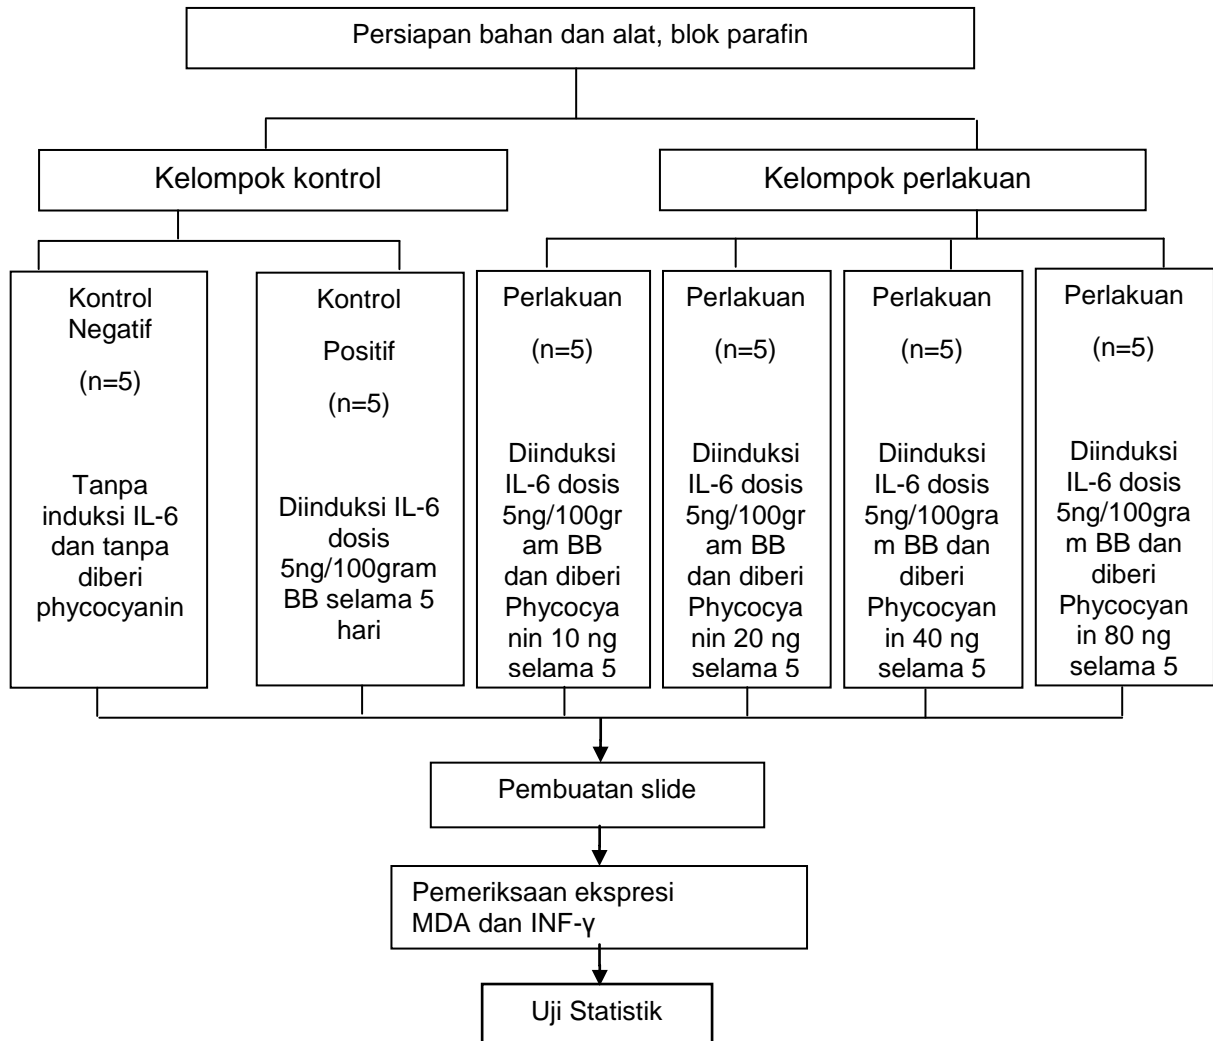 Persiapan bahan dan alat, blok parafin
Kelompok kontrol
Kelompok perlakuan
Kontrol
Negatif
(n=5)
Tanpa
induksi IL-6
dan tanpa
diberi
phycocyanin
Kontrol
Positif
(n=5)
Diinduksi IL-6
dosis
5ng/100gram
BB selama 5
hari
Perlakuan
(n=5)
Diinduksi
IL-6 dosis
5ng/100gr
am BB
dan diberi
Phycocya
nin 10 ng
selama 5
Perlakuan
(n=5)
Diinduksi
IL-6 dosis
5ng/100gr
am BB
dan diberi
Phycocya
nin 20 ng
selama 5
Perlakuan
(n=5)
Diinduksi
IL-6 dosis
5ng/100gra
m BB dan
diberi
Phycocyan
in 40 ng
selama 5
Perlakuan
(n=5)
Diinduksi
IL-6 dosis
5ng/100gra
m BB dan
diberi
Phycocyan
in 80 ng
selama 5
Pembuatan slide
Pemeriksaan ekspresi
MDA dan INF-γ
Uji Statistik